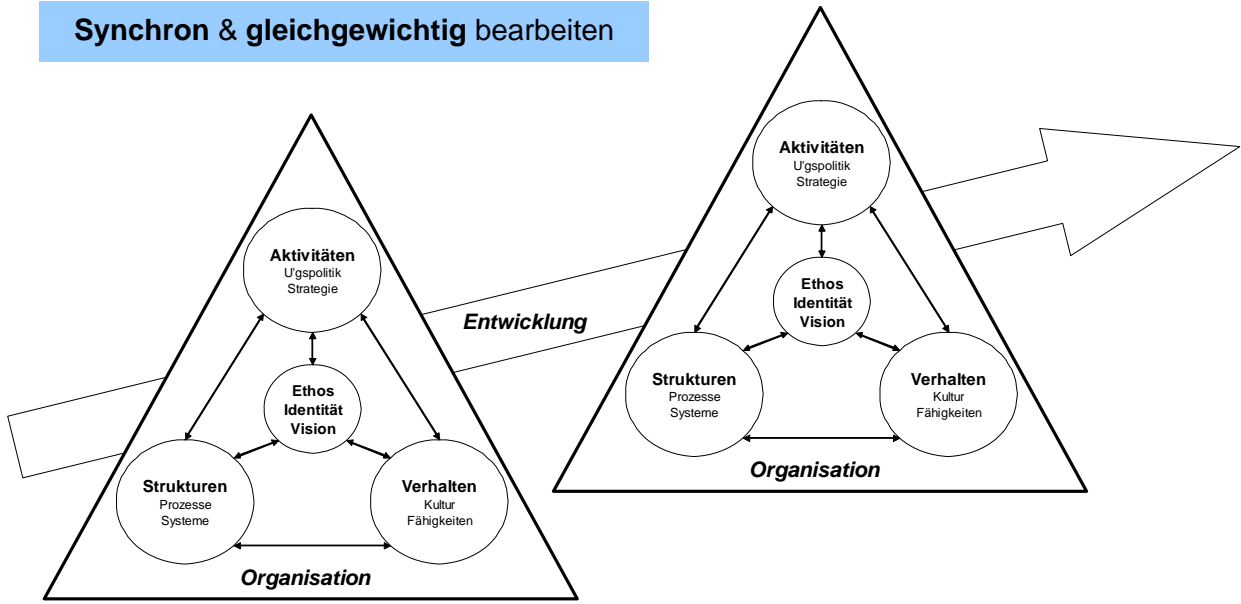 Synchron & gleichgewichtig bearbeiten
Aktivitäten
U'gspolitik
Strategie
Ethos
Identität
Vision
Strukturen
Prozesse
Systeme
Verhalten
Kultur
Fähigkeiten
Organisation
Entwicklung
Aktivitäten
U'gspolitik
Strategie
Ethos
Identität
Vision
Strukturen
Prozesse
Systeme
Verhalten
Kultur
Fähigkeiten
Organisation